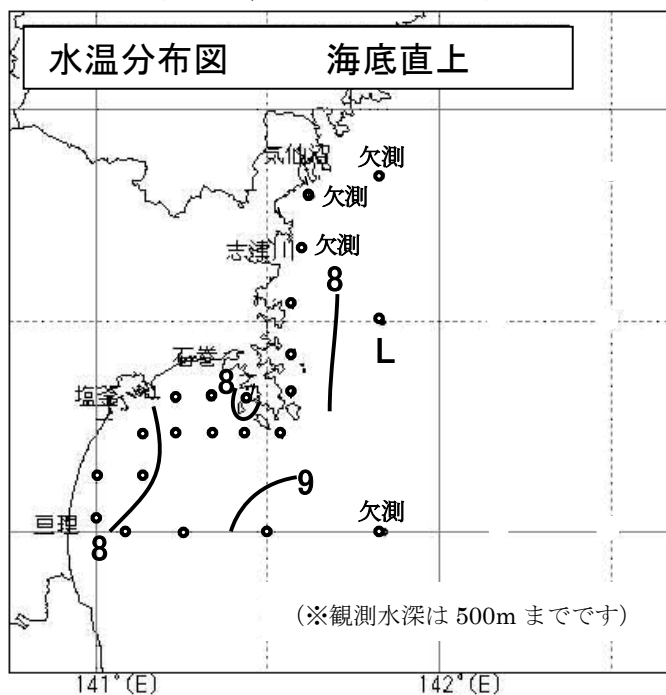 水温分布図 海底直上
気仙沼
欠測
欠測
志津川
欠測
8
石巻
L
8
塩釜
9
亘理
欠測
8
(※観測水深は 500m までです)
141°(E)
142°(E)